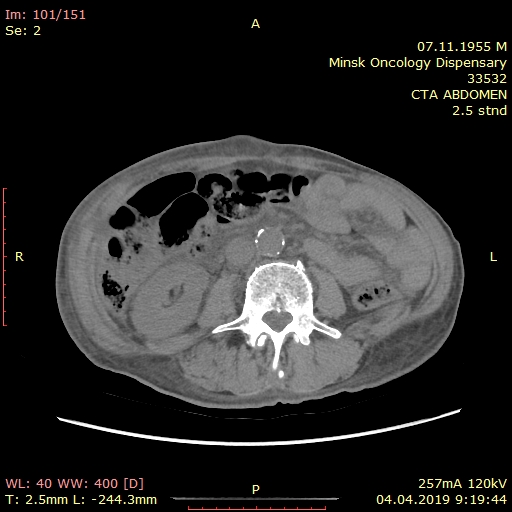 Im: 101/151
Se: 2
A
07.11.1955 M
Minsk Oncology Dispensary
33532
CTA ABDOMEN
2.5 stnd
R
L
WL: 40 WW: 400 [D]
T: 2.5mm L: -244.3mm
P
257mA 120kV
04.04.2019 9:19:44